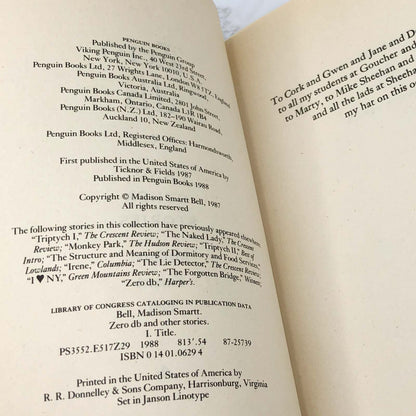 PENGUIN BOOKS
Published by the Penguin Group
Viking Penguin Inc., 40 West 23rd Street,
New York, New York 10010, U.S.A.
Penguin Books Ltd, 27 Wrights Lane, London W8 5TZ, England
Penguin Books Australia Ltd, Ringwood,
Victoria, Australia
Penguin Books Canada Limited, 2801 John Street,
Markham, Ontario, Canada L3R 1B4
Penguin Books (N.Z.) Ltd, 182–190 Wairau Road,
Auckland 10, New Zealand
Penguin Books Ltd, Registered Offices: Harmondsworth,
Middlesex, England
First published in the United States of America by
Ticknor & Fields 1987
Published in Penguin Books 1988
Copyright © Madison Smartt Bell, 1987
All rights reserved
The following stories in this collection have previously appeared elsewhere:
"Triptych I," The Crescent Review; "The Naked Lady," The Crescent
Review; "Monkey Park," The Hudson Review; "Triptych II," Best of
Intro; "The Structure and Meaning of Dormitory and Food Services,"
Lowlands; "Irene," Columbia; "The Lie Detector," The Crescent Review;
"I ♥ NY," Green Mountains Review; "The Forgotten Bridge," Witness;
"Zero db," Harper's.
LIBRARY OF CONGRESS CATALOGING IN PUBLICATION DATA
Bell, Madison Smartt.
Zero db and other stories.
I. Title.
PS3552.E517Z29 1988 813'.54 87-25739
ISBN 0 14 01.0629 4
Printed in the United States of America by
R. R. Donnelley & Sons Company, Harrisonburg, Virginia
Set in Janson Linotype
To Cork and Gwen and Jane and D
to all my students at Goucher and
to Marty, to Mike Sheehan and
and all the lads at Sheeh
my hat on this o